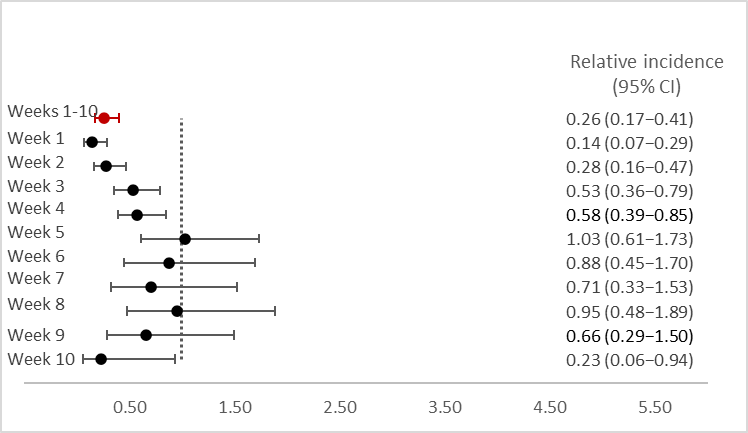 Relative incidence
(95% CI)
Weeks 1-10 0.26 (0.17–0.41)
Week 1 0.14 (0.07–0.29)
Week 2 0.28 (0.16–0.47)
Week 3 0.53 (0.36–0.79)
Week 4 0.58 (0.39–0.85)
Week 5 1.03 (0.61–1.73)
Week 6 0.88 (0.45–1.70)
Week 7 0.71 (0.33–1.53)
Week 8 0.95 (0.48–1.89)
Week 9 0.66 (0.29–1.50)
Week 10 0.23 (0.06–0.94)
0.50 1.50 2.50 3.50 4.50 5.50